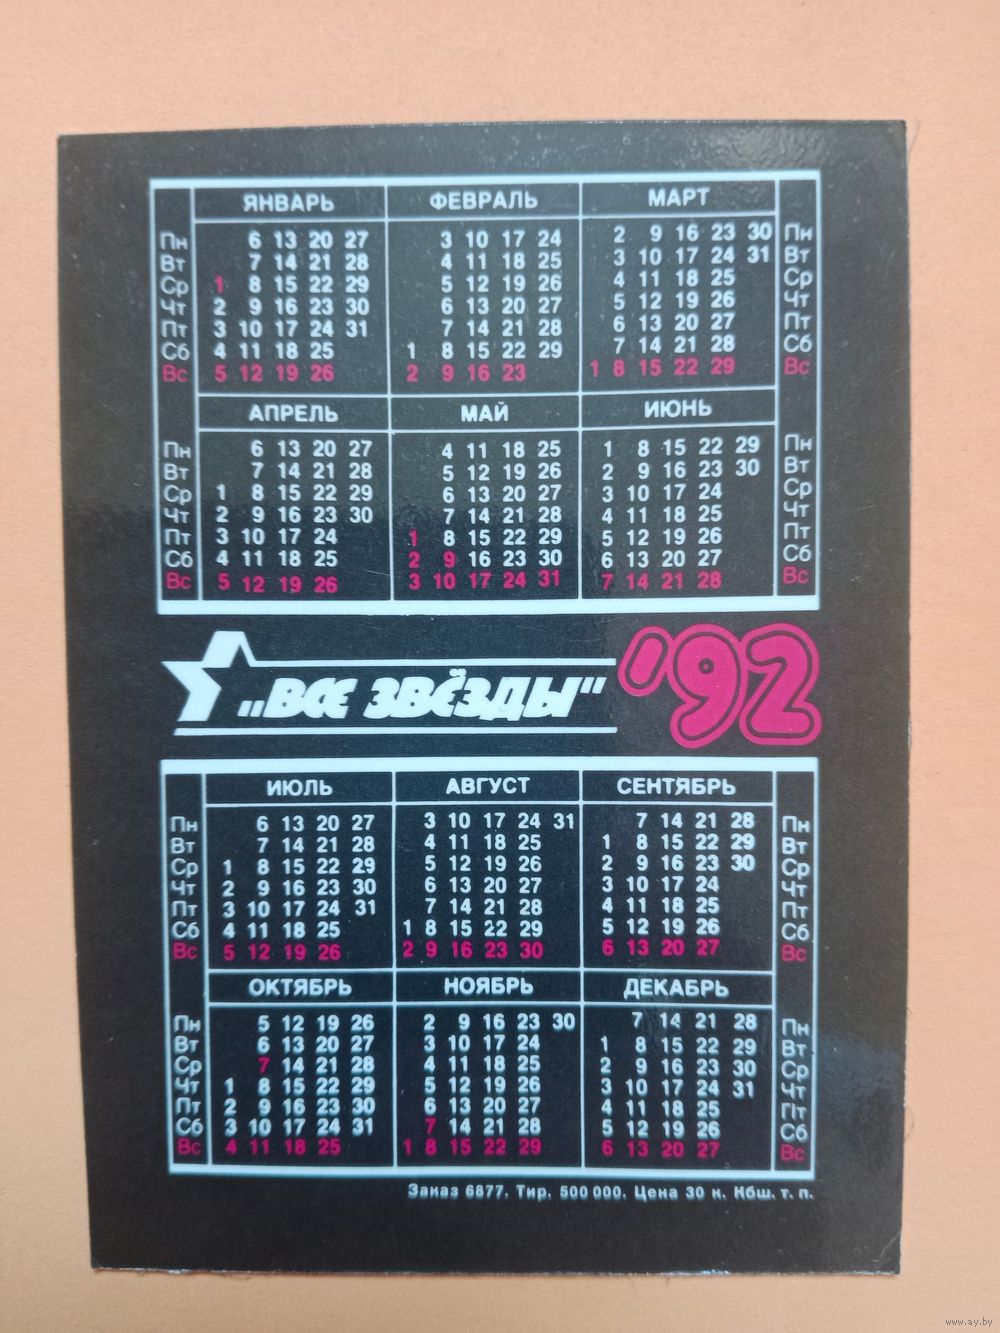 ЯНВАРЬ ФЕВРАЛЬ МАРТ
Пн 6 13 20 27 3 10 17 24 2 9 16 23 30 Пн
Вт 7 14 21 28 4 11 18 25 3 10 17 24 31 Вт
Ср 1 8 15 22 29 5 12 19 26 4 11 18 25 Ср
Чт 2 9 16 23 30 6 13 20 27 5 12 19 26 Чт
Пт 3 10 17 24 31 7 14 21 28 6 13 20 27 Пт
Сб 4 11 18 25 1 8 15 22 29 7 14 21 28 Сб
Вс 5 12 19 26 2 9 16 23 1 8 15 22 29 Вс
АПРЕЛЬ МАЙ ИЮНЬ
Пн 6 13 20 27 4 11 18 25 1 8 15 22 29 Пн
Вт 7 14 21 28 5 12 19 26 2 9 16 23 30 Вт
Ср 1 8 15 22 29 6 13 20 27 3 10 17 24 Ср
Чт 2 9 16 23 30 7 14 21 28 4 11 18 25 Чт
Пт 3 10 17 24 1 8 15 22 29 5 12 19 26 Пт
Сб 4 11 18 25 2 9 16 23 30 6 13 20 27 Сб
Вс 5 12 19 26 3 10 17 24 31 7 14 21 28 Вс
„ВСЕ ЗВЁЗДЫ" '92
ИЮЛЬ АВГУСТ СЕНТЯБРЬ
Пн 6 13 20 27 3 10 17 24 31 7 14 21 28 Пн
Вт 7 14 21 28 4 11 18 25 1 8 15 22 29 Вт
Ср 1 8 15 22 29 5 12 19 26 2 9 16 23 30 Ср
Чт 2 9 16 23 30 6 13 20 27 3 10 17 24 Чт
Пт 3 10 17 24 31 7 14 21 28 4 11 18 25 Пт
Сб 4 11 18 25 1 8 15 22 29 5 12 19 26 Сб
Вс 5 12 19 26 2 9 16 23 30 6 13 20 27 Вс
ОКТЯБРЬ НОЯБРЬ ДЕКАБРЬ
Пн 5 12 19 26 2 9 16 23 30 7 14 21 28 Пн
Вт 6 13 20 27 3 10 17 24 1 8 15 22 29 Вт
Ср 7 14 21 28 4 11 18 25 2 9 16 23 30 Ср
Чт 1 8 15 22 29 5 12 19 26 3 10 17 24 31 Чт
Пт 2 9 16 23 30 6 13 20 27 4 11 18 25 Пт
Сб 3 10 17 24 31 7 14 21 28 5 12 19 26 Сб
Вс 4 11 18 25 1 8 15 22 29 6 13 20 27 Вс
Заказ 6877. Тир. 500 000. Цена 30 к. Кбш. т. п.
www.ay.by